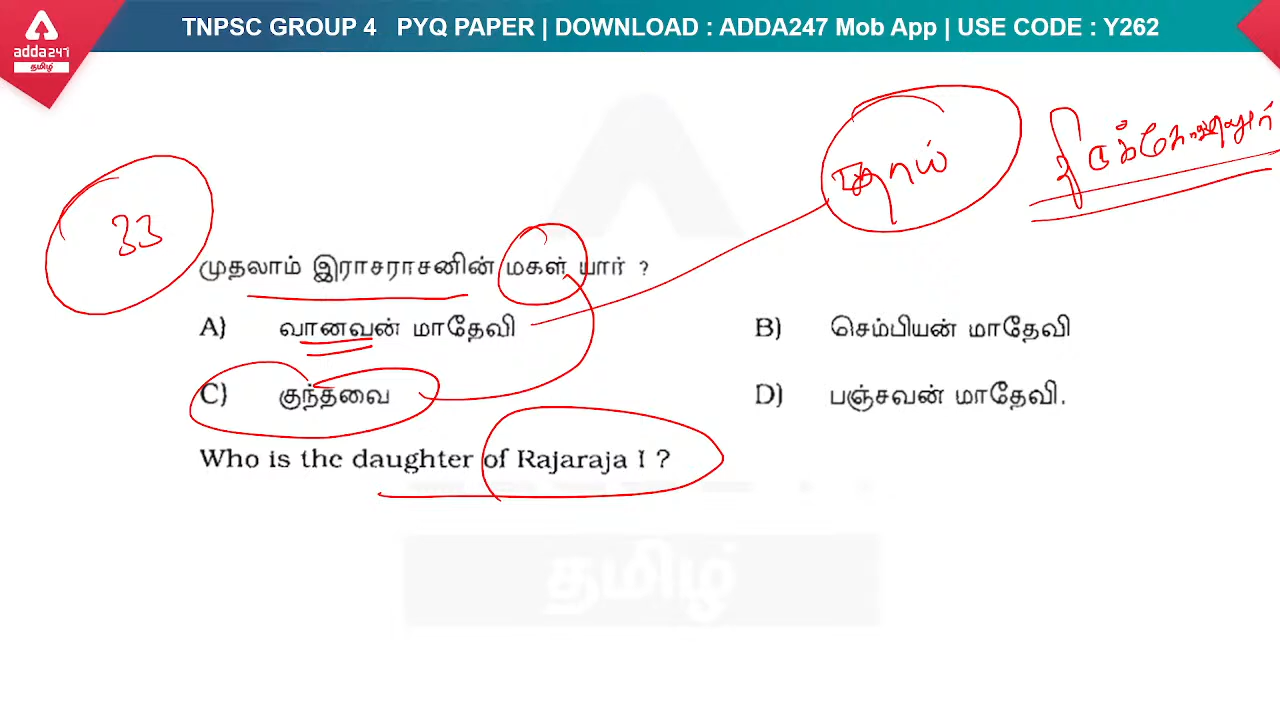 TNPSC GROUP 4 PYQ PAPER | DOWNLOAD : ADDA247 Mob App | USE CODE : Y262
adda247
தமிழ்
தாய்
திருக்கோவலூர்
33
முதலாம் இராசராசனின் மகள் யார் ?
A) வானவன் மாதேவி
B) செம்பியன் மாதேவி
C) குந்தவை
D) பஞ்சவன் மாதேவி.
Who is the daughter of Rajaraja I ?
தமிழ்